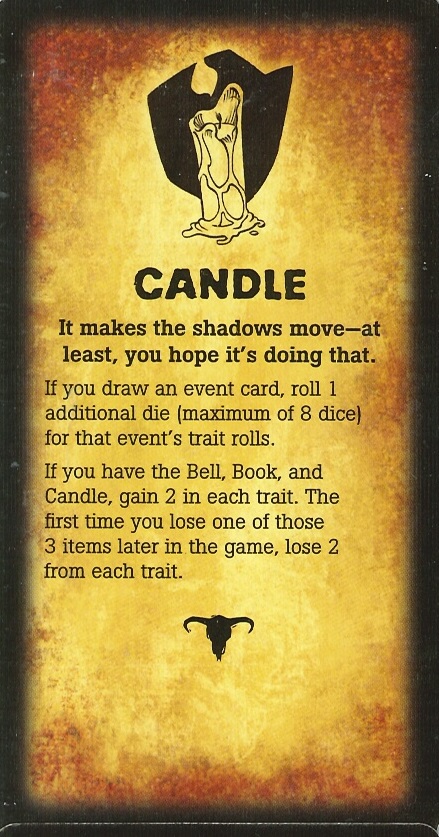 CANDLE
It makes the shadows move—at
least, you hope it's doing that.
If you draw an event card, roll 1
additional die (maximum of 8 dice)
for that event's trait rolls.
If you have the Bell, Book, and
Candle, gain 2 in each trait. The
first time you lose one of those
3 items later in the game, lose 2
from each trait.